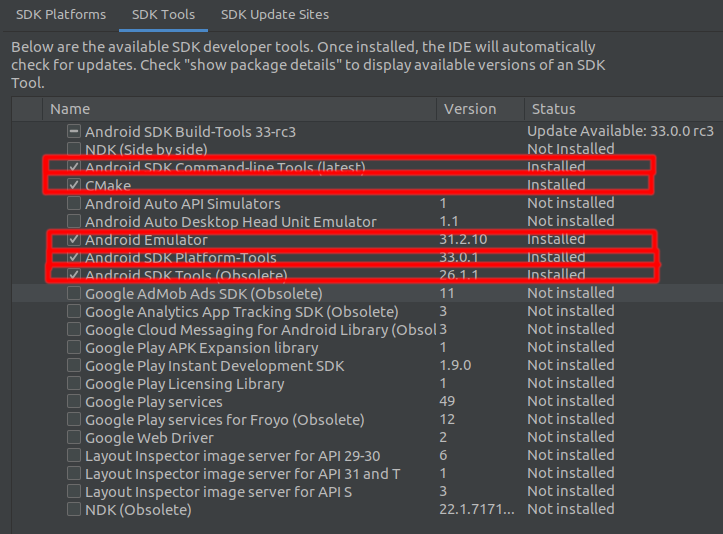 SDK Platforms SDK Tools SDK Update Sites
Below are the available SDK developer tools. Once installed, the IDE will automatically
check for updates. Check "show package details" to display available versions of an SDK
Tool.
Name Version Status
Android SDK Build-Tools 33-rc3 Update Available: 33.0.0 rc3
NDK (Side by side) Not Installed
Android SDK Command-line Tools (latest) Installed
CMake Installed
Android Auto API Simulators 1 Not installed
Android Auto Desktop Head Unit Emulator 1.1 Not installed
Android Emulator 31.2.10 Installed
Android SDK Platform-Tools 33.0.1 Installed
Android SDK Tools (Obsolete) 26.1.1 Installed
Google AdMob Ads SDK (Obsolete) 11 Not installed
Google Analytics App Tracking SDK (Obsolete) 3 Not installed
Google Cloud Messaging for Android Library (Obsol 3 Not installed
Google Play APK Expansion library 1 Not installed
Google Play Instant Development SDK 1.9.0 Not installed
Google Play Licensing Library 1 Not installed
Google Play services 49 Not installed
Google Play services for Froyo (Obsolete) 12 Not installed
Google Web Driver 2 Not installed
Layout Inspector image server for API 29-30 6 Not installed
Layout Inspector image server for API 31 and T 1 Not installed
Layout Inspector image server for API S 3 Not installed
NDK (Obsolete) 22.1.7171... Not installed